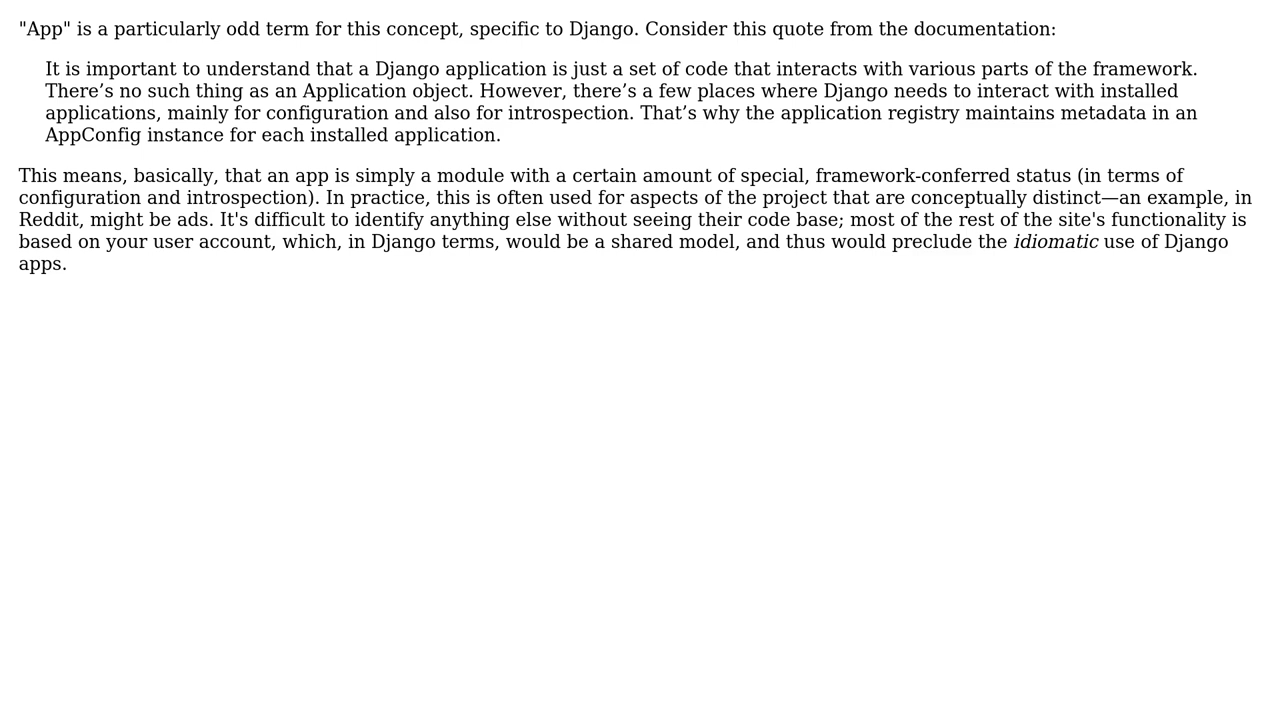 "App" is a particularly odd term for this concept, specific to Django. Consider this quote from the documentation:
It is important to understand that a Django application is just a set of code that interacts with various parts of the framework.
There’s no such thing as an Application object. However, there’s a few places where Django needs to interact with installed
applications, mainly for configuration and also for introspection. That’s why the application registry maintains metadata in an
AppConfig instance for each installed application.
This means, basically, that an app is simply a module with a certain amount of special, framework-conferred status (in terms of
configuration and introspection). In practice, this is often used for aspects of the project that are conceptually distinct—an example, in
Reddit, might be ads. It's difficult to identify anything else without seeing their code base; most of the rest of the site's functionality is
based on your user account, which, in Django terms, would be a shared model, and thus would preclude the idiomatic use of Django
apps.